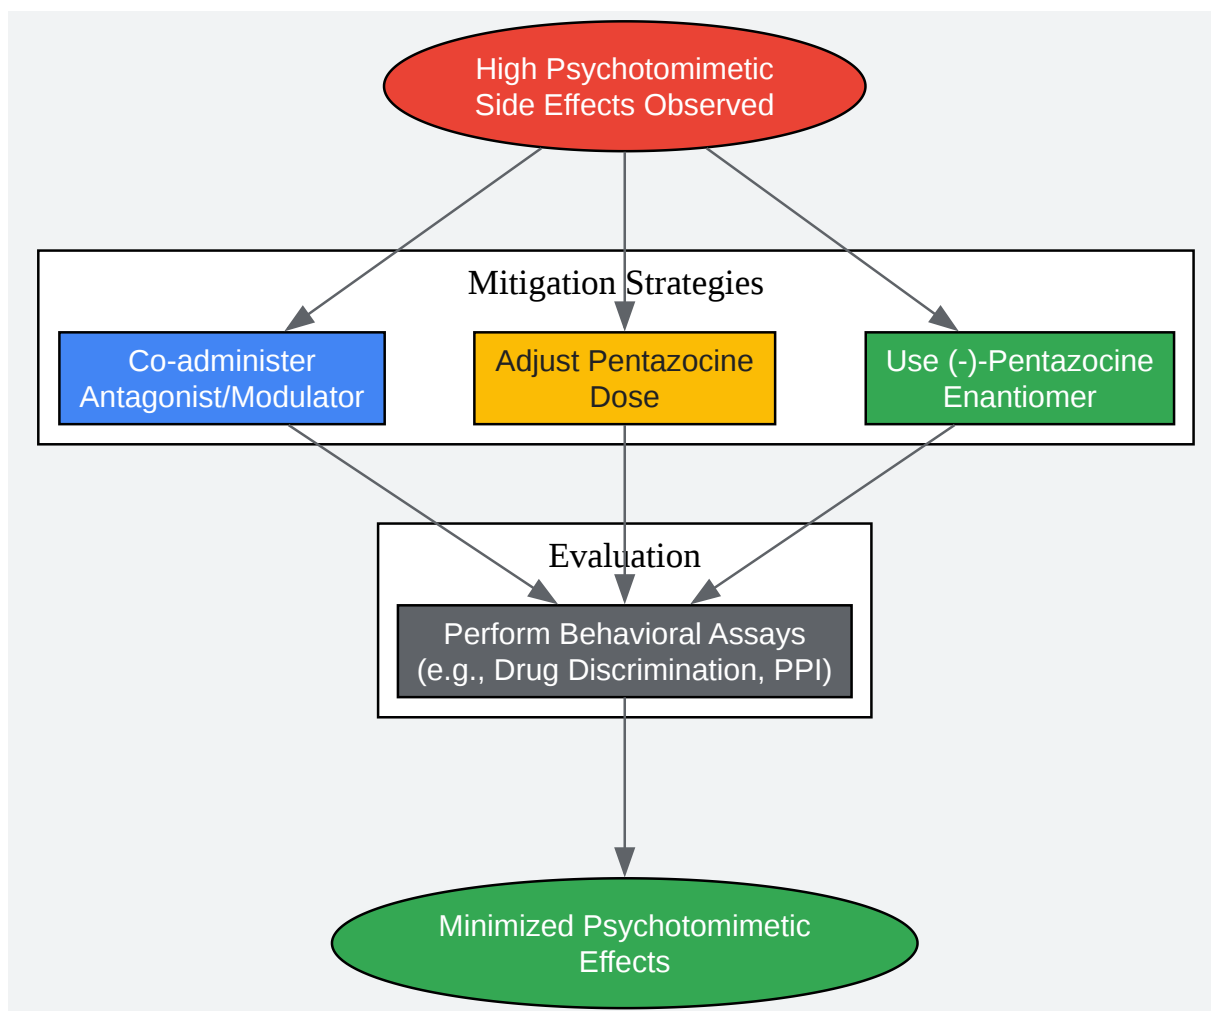 High Psychotomimetic
Side Effects Observed
Mitigation Strategies
Co-administer
Antagonist/Modulator
Adjust Pentazocine
Dose
Use (-)-Pentazocine
Enantiomer
Evaluation
Perform Behavioral Assays
(e.g., Drug Discrimination, PPI)
Minimized Psychotomimetic
Effects